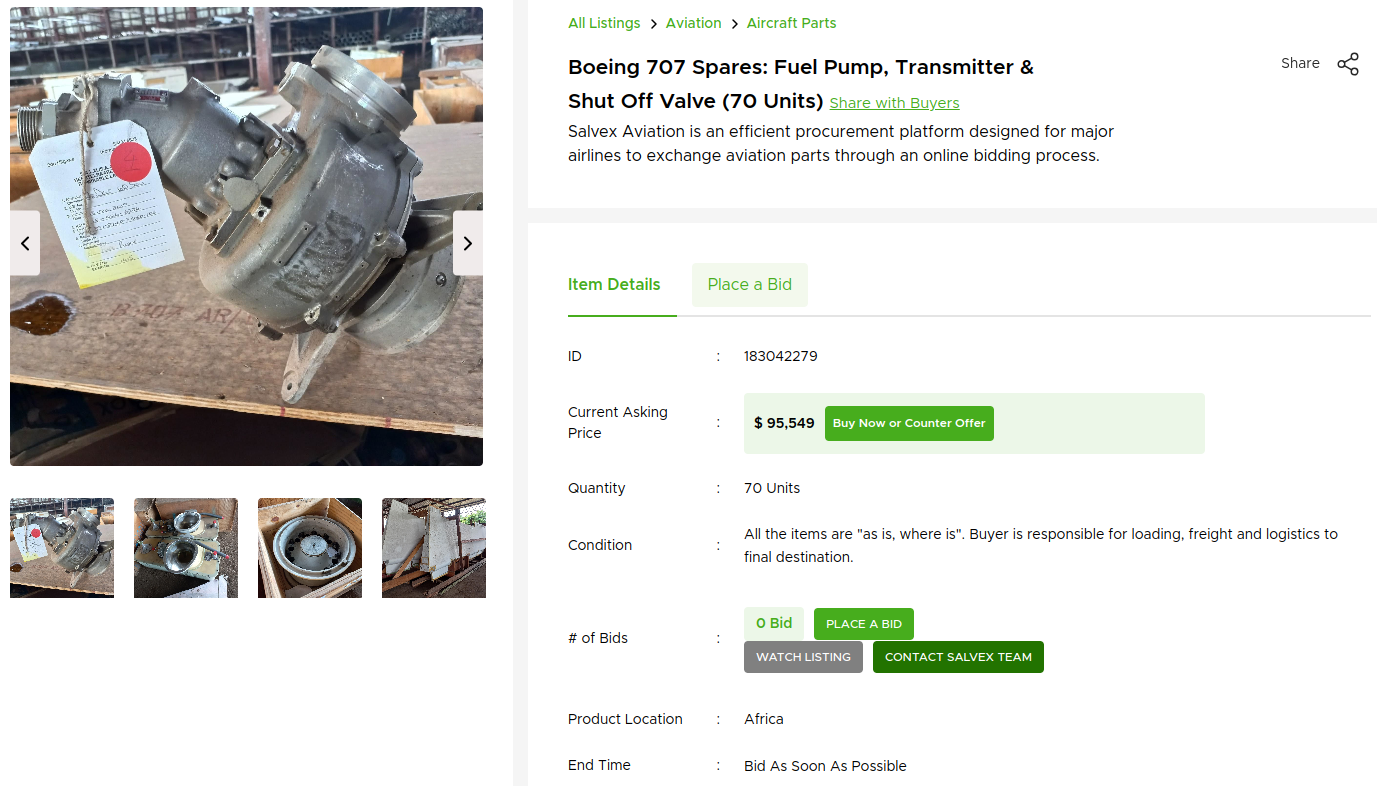 All Listings > Aviation > Aircraft Parts
Boeing 707 Spares: Fuel Pump, Transmitter &
Shut Off Valve (70 Units) Share with Buyers
Share
Salvex Aviation is an efficient procurement platform designed for major
airlines to exchange aviation parts through an online bidding process.
Item Details
Place a Bid
ID : 183042279
Current Asking
Price : $ 95,549 Buy Now or Counter Offer
Quantity : 70 Units
Condition : All the items are "as is, where is". Buyer is responsible for loading, freight and logistics to
final destination.
# of Bids : 0 Bid PLACE A BID
WATCH LISTING CONTACT SALVEX TEAM
Product Location : Africa
End Time : Bid As Soon As Possible